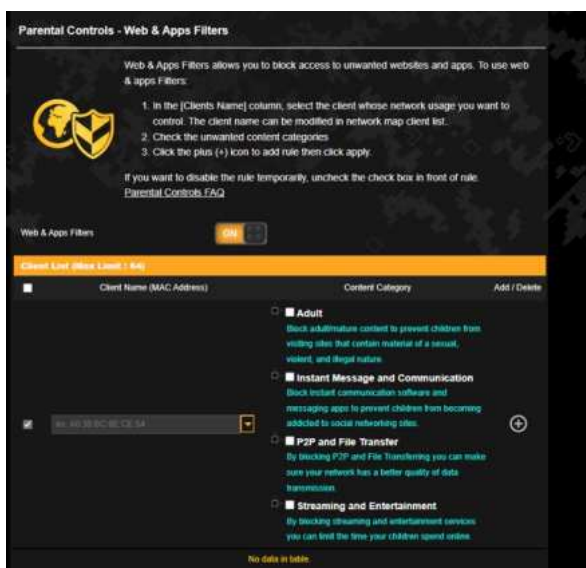 Parental Controls - Web & Apps Filters
Web & Apps Filters allows you to block access to unwanted websites and apps. To use web
& apps Filters:
1. In the [Clients Name] column, select the client whose network usage you want to
control. The client name can be modified in network map client list.
2. Check the unwanted content categories
3. Click the plus (+) icon to add rule then click apply.
If you want to disable the rule temporarily, uncheck the check box in front of rule.
Parental Controls FAQ
Web & Apps Filters
ON
Client List (Max Limit : 64)
Client Name (MAC Address) Content Category Add / Delete
Adult
Block adult/mature content to prevent children from
visiting sites that contain material of a sexual,
violent, and illegal nature.
Instant Message and Communication
Block instant communication software and
messaging apps to prevent children from becoming
addicted to social networking sites.
P2P and File Transfer
By blocking P2P and File Transferring you can make
sure your network has a better quality of data
transmission.
Streaming and Entertainment
By blocking streaming and entertainment services
you can limit the time your children spend online.
No data in table.